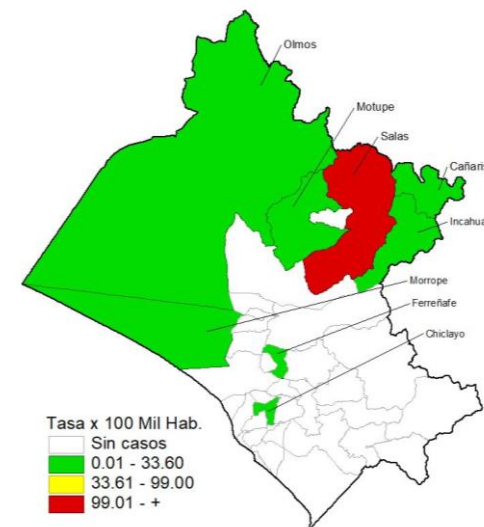 Olmos
Motupe
Salas
Cañaris
Incahua
Morrope
Ferreñafe
Chiclayo
Tasa x 100 Mil Hab.
Sin casos
0.01 - 33.60
33.61 - 99.00
99.01 - +